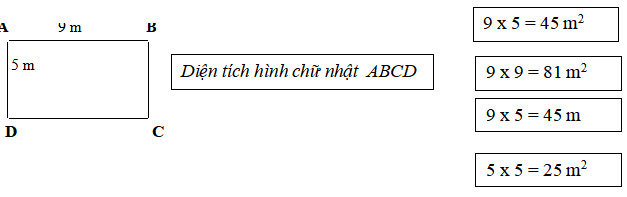 A 9 m B
5 m
D C
Diện tích hình chữ nhật ABCD
9 x 5 = 45 m²
9 x 9 = 81 m²
9 x 5 = 45 m
5 x 5 = 25 m²